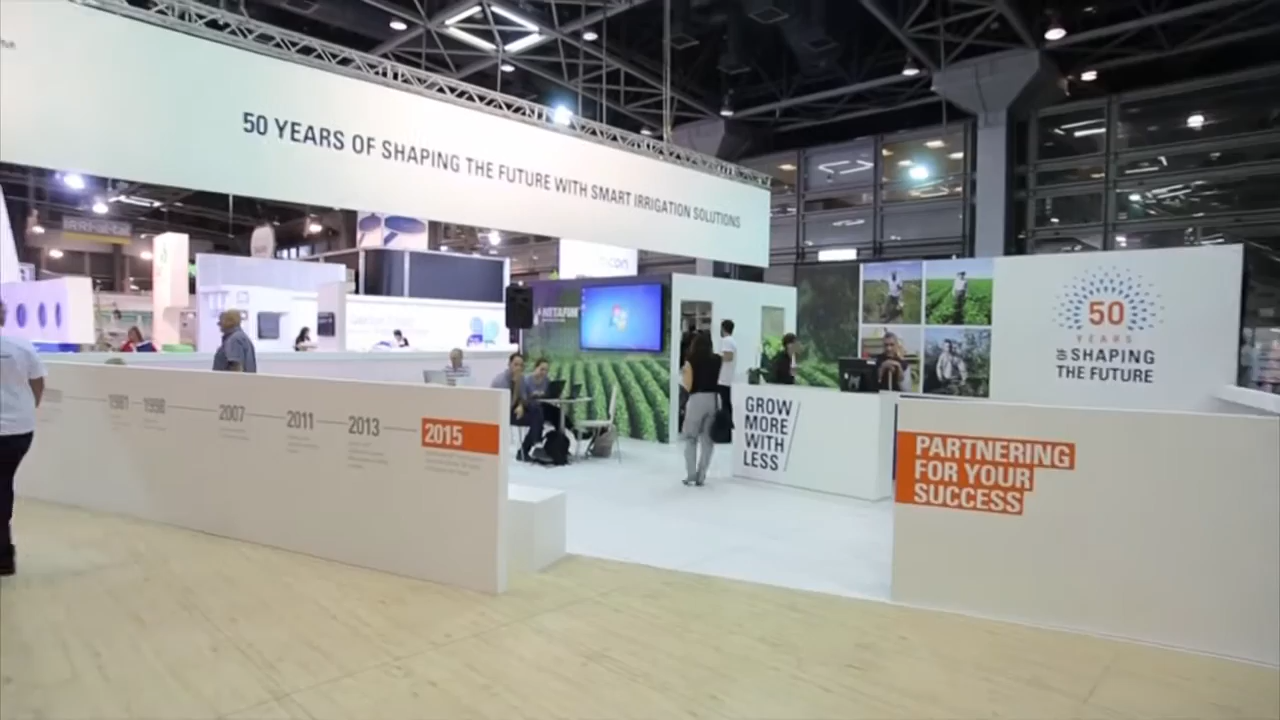 50 YEARS OF SHAPING THE FUTURE WITH SMART IRRIGATION SOLUTIONS
NETAFIM
50
YEARS
OF SHAPING
THE FUTURE
1981 1998 2007 2011 2013 2015
GROW
MORE
WITH
LESS
PARTNERING
FOR YOUR
SUCCESS